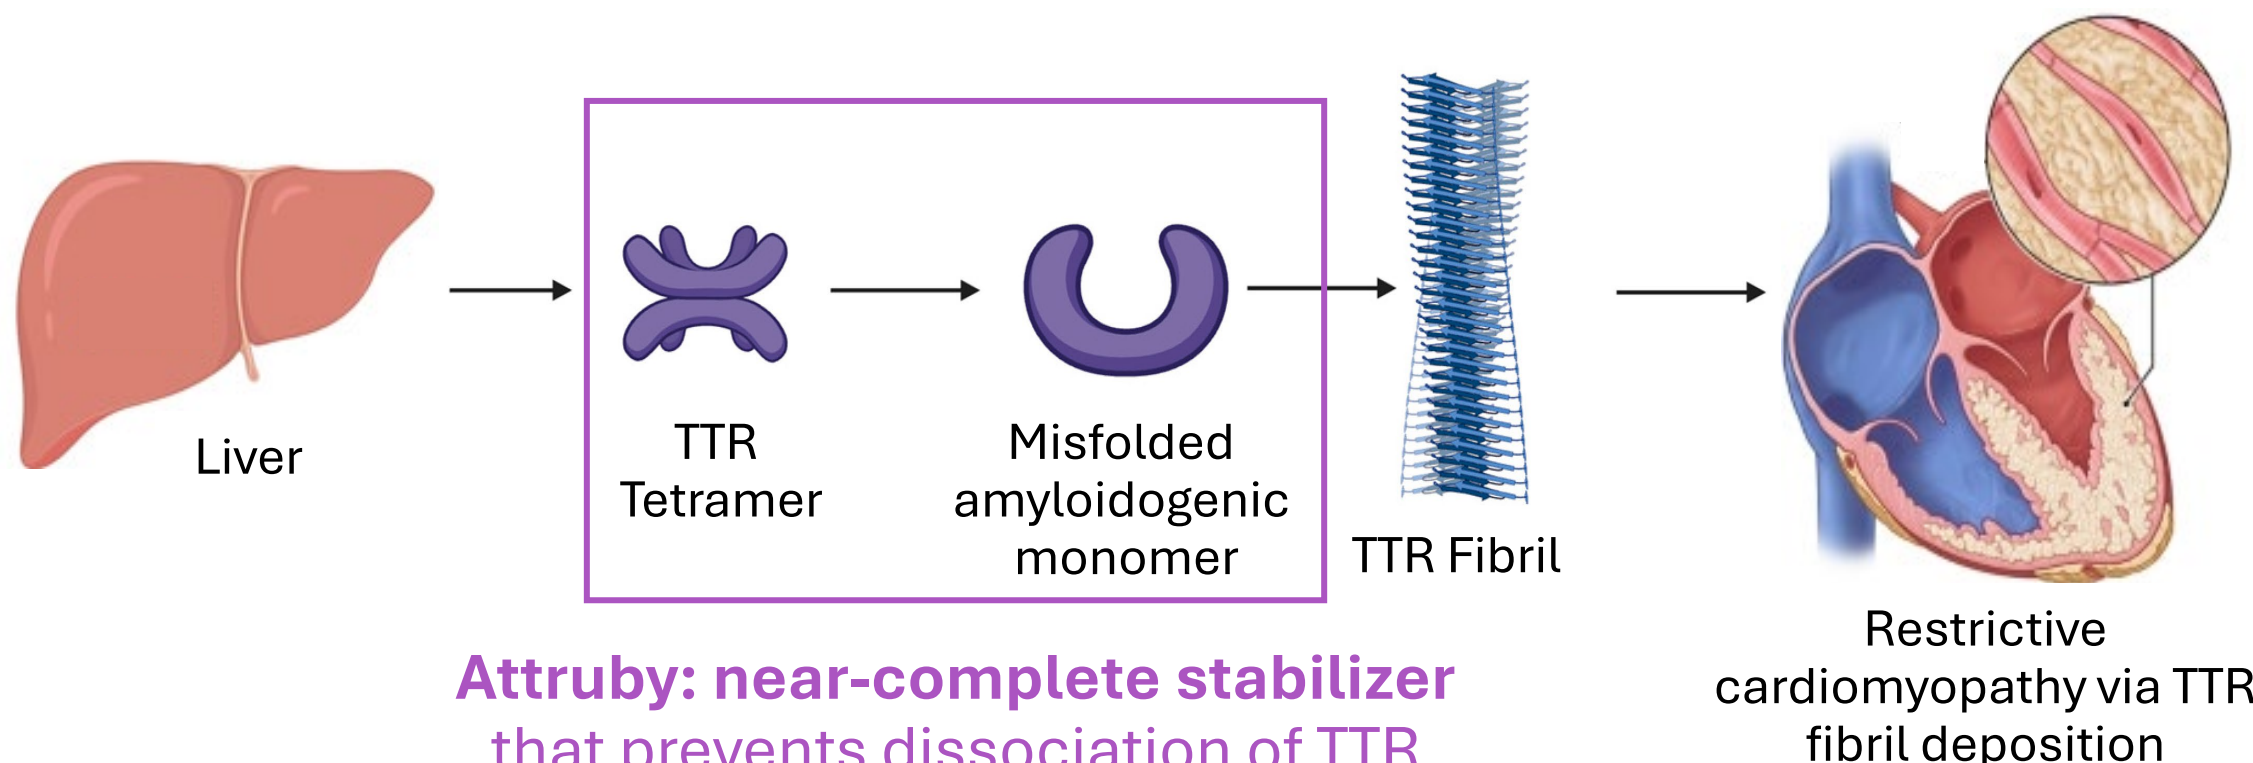 Liver
TTR
Tetramer
Misfolded
amyloidogenic
monomer
TTR Fibril
Restrictive
cardiomyopathy via TTR
fibril deposition
Attruby: near-complete stabilizer
that prevents dissociation of TTR